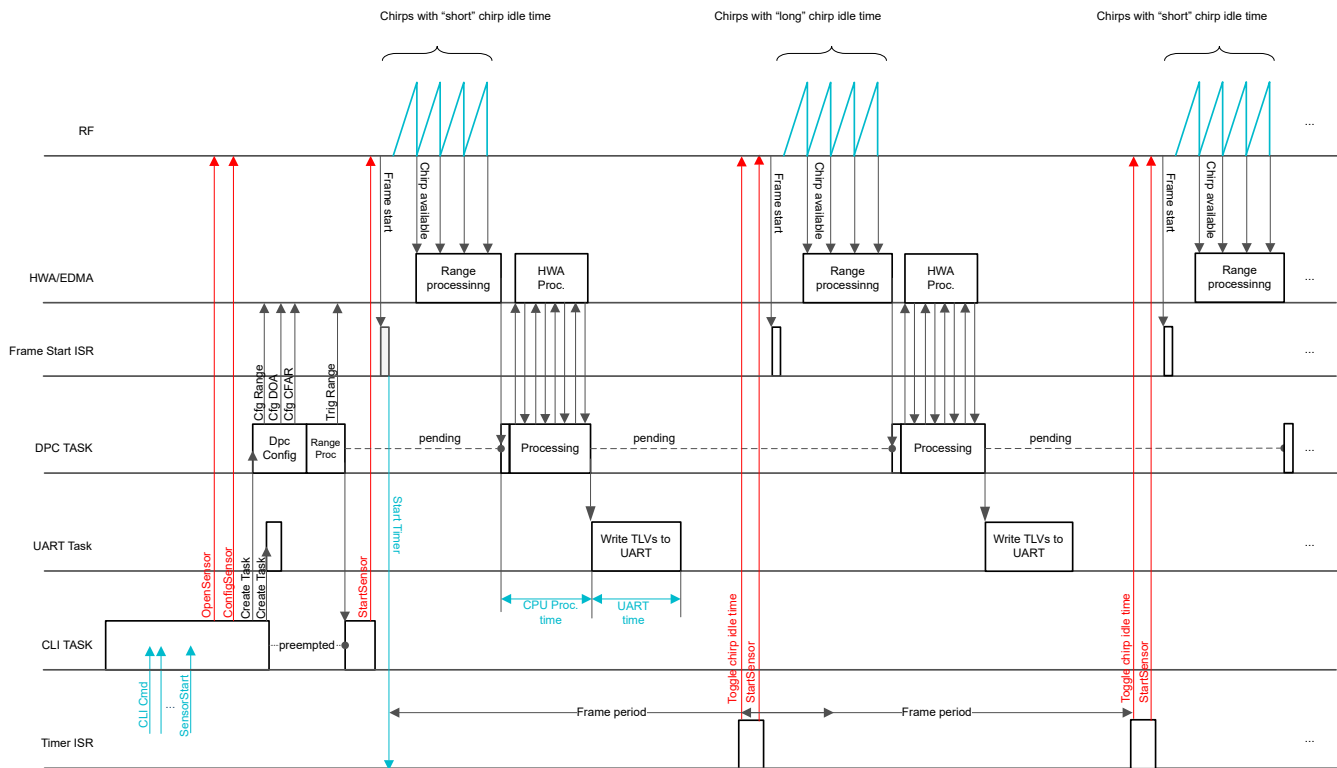 Chirps with “short” chirp idle time
Chirps with “long” chirp idle time
Chirps with “short” chirp idle time
RF
...
Frame start
Chirp available
Frame start
Chirp available
Frame start
Chirp available
HWA/EDMA
Range
processinng
HWA
Proc.
Range
processinng
HWA
Proc.
Range
processinng
...
Frame Start ISR
...
Cfg Range
Cfg DOA
Cfg CFAR
Trig Range
DPC TASK
Dpc
Config
Range
Proc
pending
Processing
pending
Processing
pending
...
Start Timer
UART Task
Write TLVs to
UART
Write TLVs to
UART
...
OpenSensor
ConfigSensor
Create Task
Create Task
StartSensor
CPU Proc.
time
UART
time
Toggle chirp idle time
StartSensor
Toggle chirp idle time
StartSensor
CLI TASK
preempted
...
CLI Cmd
...
SensorStart
Frame period
Frame period
Timer ISR
...